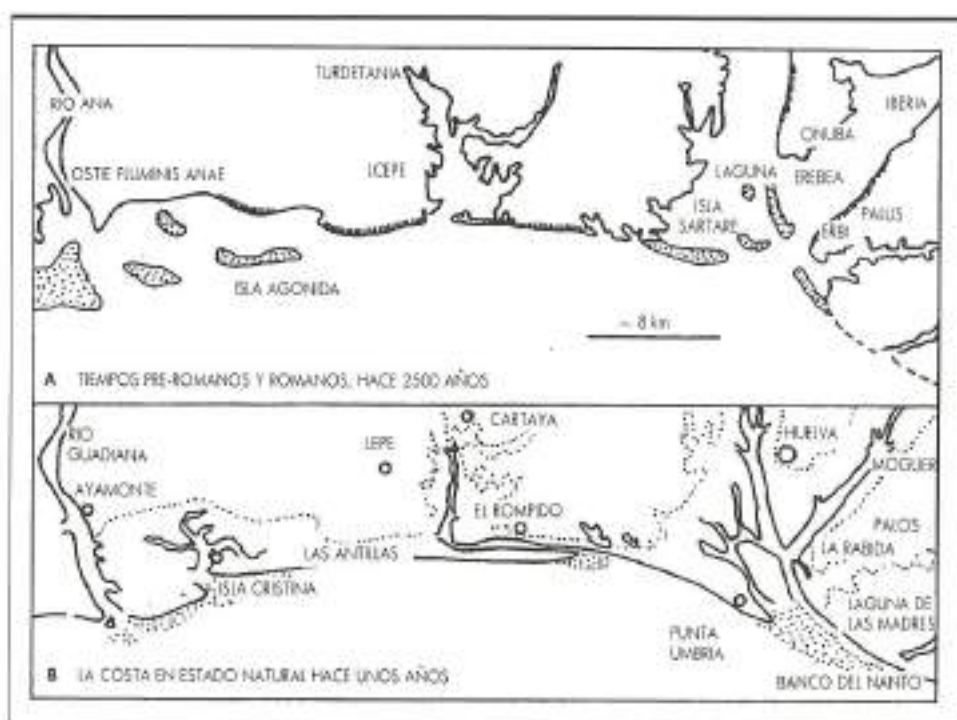 TURDETANIA
RIO ANA
IBERIA
ONUBA
OSTIE FLUMINIS ANAE
LAGUNA
EREBEA
ISLA
SARTARE
PALUS
ERBI
ISLA AGONIDA
~ 8 km
A TIEMPOS PRE-ROMANOS Y ROMANOS, HACE 2500 AÑOS
RIO
GUADIANA
CARTAYA
LEPE
HUELVA
MOGUER
AYAMONTE
EL ROMPIDO
PALOS
LAS ANTILLAS
LA RABIDA
ISLA CRISTINA
LAGUNA DE
LAS MADRES
PUNTA
UMBRIA
B LA COSTA EN ESTADO NATURAL HACE UNOS AÑOS
BANCO DEL MANTO